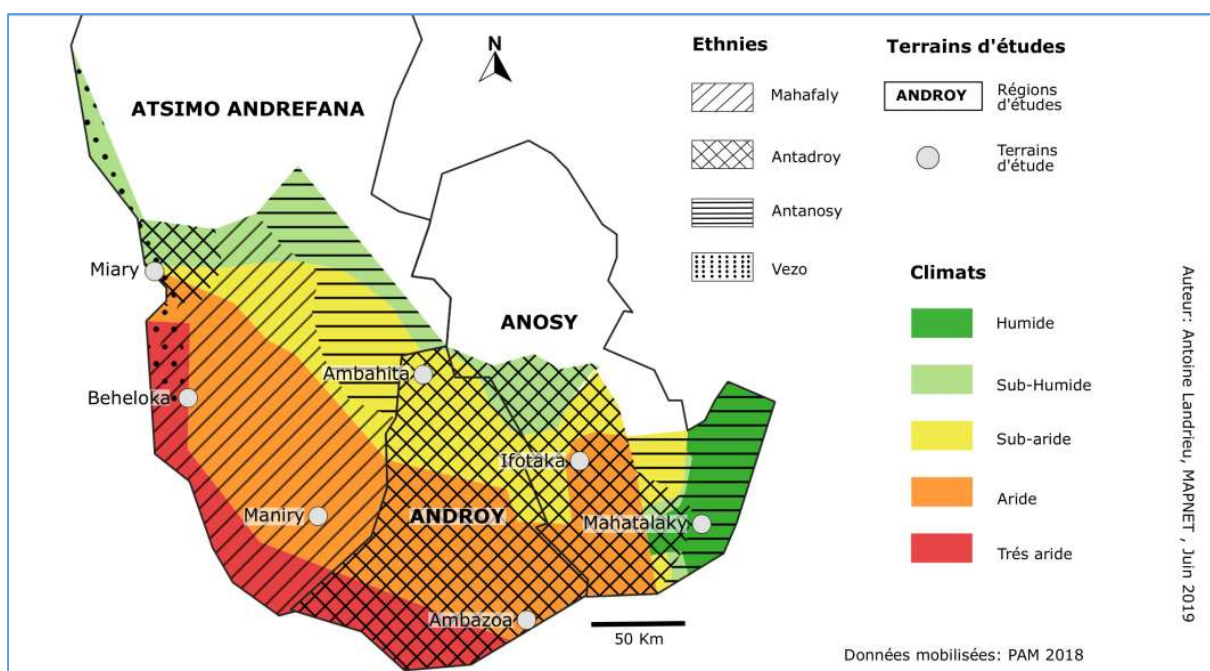 N
ATSIMO ANDREFANA
ANOSY
ANDROY
Miary
Beheloka
Maniry
Ambahita
Ifotaka
Mahatalaky
Ambazoa
50 Km
Ethnies
Mahafaly
Antadroy
Antanosy
Vezo
Terrains d'études
ANDROY
Régions
d'études
Terrains
d'étude
Climats
Humide
Sub-Humide
Sub-aride
Aride
Trés aride
Données mobilisées: PAM 2018
Auteur: Antoine Landrieu, MAPNET , Juin 2019